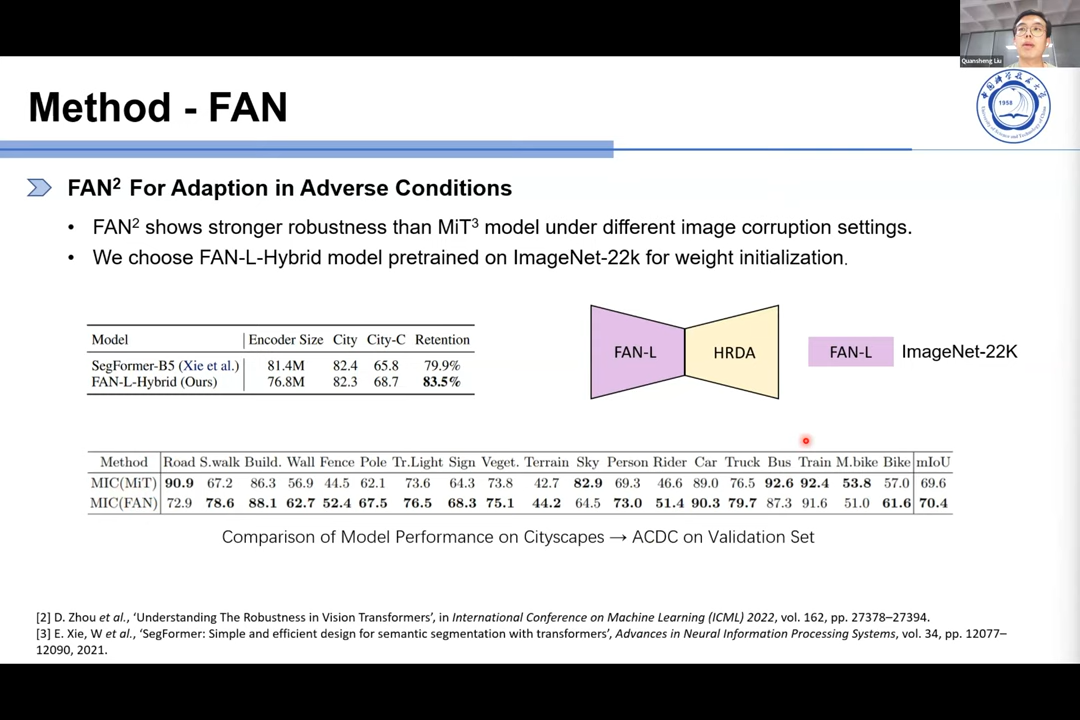 Quansheng Liu
1958
Method - FAN
FAN2 For Adaption in Adverse Conditions
• FAN2 shows stronger robustness than MiT3 model under different image corruption settings.
• We choose FAN-L-Hybrid model pretrained on ImageNet-22k for weight initialization.
Model Encoder Size City City-C Retention
SegFormer-B5 (Xie et al.) 81.4M 82.4 65.8 79.9%
FAN-L-Hybrid (Ours) 76.8M 82.3 68.7 83.5%
FAN-L HRDA FAN-L ImageNet-22K
Method Road S.walk Build. Wall Fence Pole Tr.Light Sign Veget. Terrain Sky Person Rider Car Truck Bus Train M.bike Bike mIoU
MIC(MiT) 90.9 67.2 86.3 56.9 44.5 62.1 73.6 64.3 73.8 42.7 82.9 69.3 46.6 89.0 76.5 92.6 92.4 53.8 57.0 69.6
MIC(FAN) 72.9 78.6 88.1 62.7 52.4 67.5 76.5 68.3 75.1 44.2 64.5 73.0 51.4 90.3 79.7 87.3 91.6 51.0 61.6 70.4
Comparison of Model Performance on Cityscapes → ACDC on Validation Set
[2] D. Zhou et al., ‘Understanding The Robustness in Vision Transformers’, in International Conference on Machine Learning (ICML) 2022, vol. 162, pp. 27378–27394.
[3] E. Xie, W et al., ‘SegFormer: Simple and efficient design for semantic segmentation with transformers’, Advances in Neural Information Processing Systems, vol. 34, pp. 12077–
12090, 2021.